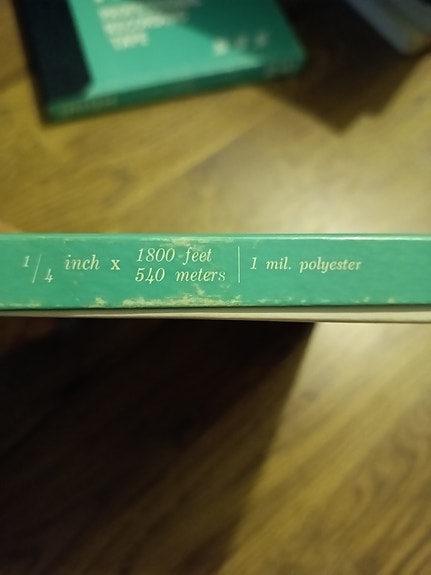 1/4 inch x 1800 feet
540 meters
1 mil. polyester